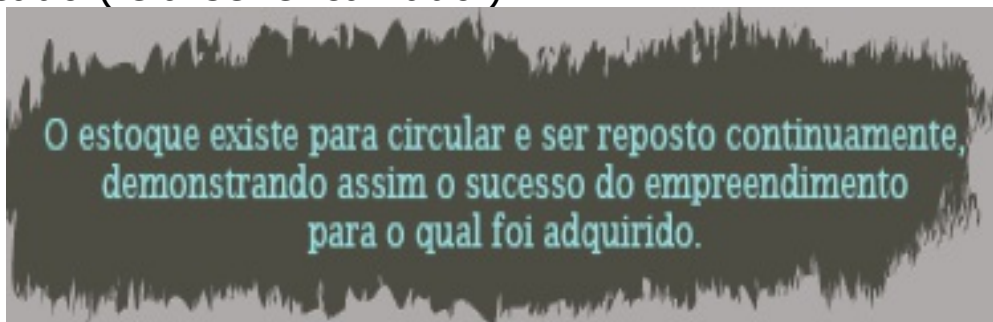 O estoque existe para circular e ser reposto continuamente,
demonstrando assim o sucesso do empreendimento
para o qual foi adquirido.